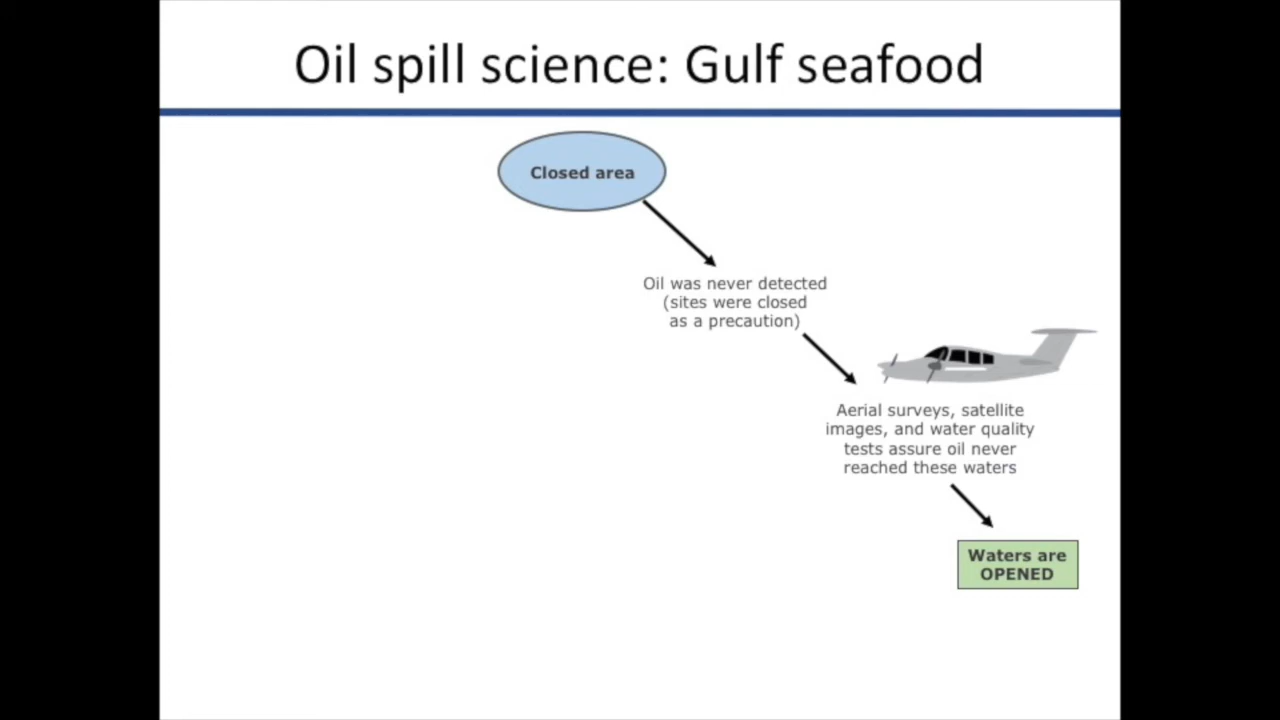 Oil spill science: Gulf seafood
Closed area
Oil was never detected
(sites were closed
as a precaution)
Aerial surveys, satellite
images, and water quality
tests assure oil never
reached these waters
Waters are
OPENED